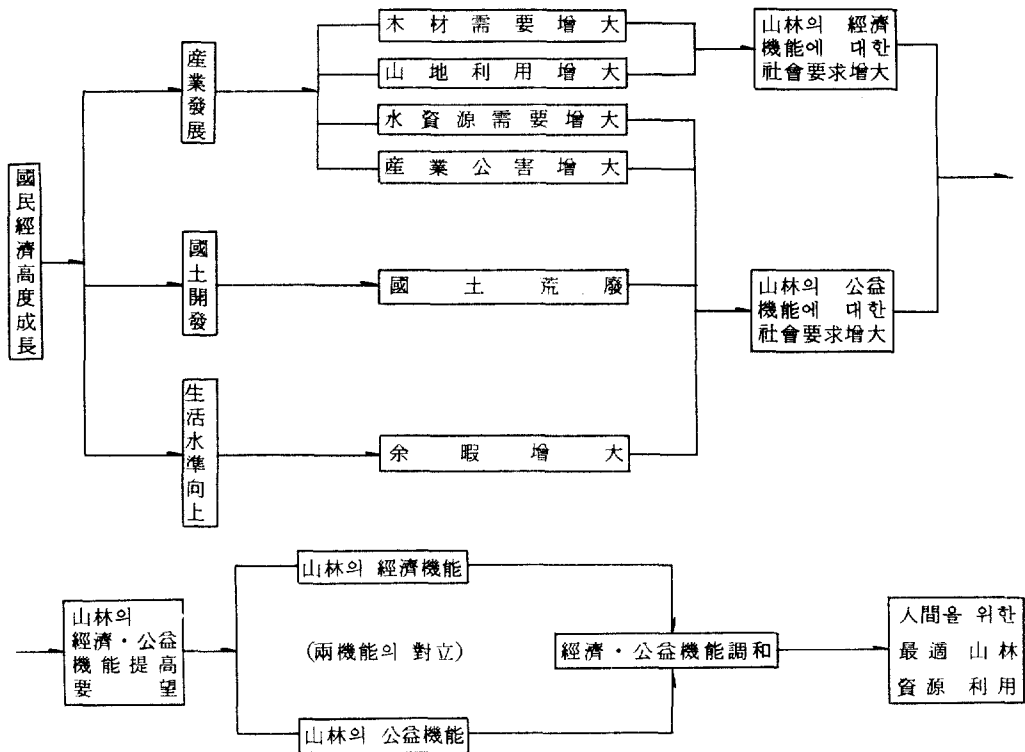 國民經濟高度成長
産業發展
國土開發
生活水準向上
木材需要增大
山地利用增大
水資源需要增大
産業公害增大
國土荒廢
余暇增大
山林의 經濟
機能에 대한
社會要求增大
山林의 公益
機能에 대한
社會要求增大
山林의
經濟·公益
機能提高
要望
山林의 經濟機能
(兩機能의 對立)
山林의 公益機能
經濟·公益機能調和
人間을 위한
最適 山林
資源 利用